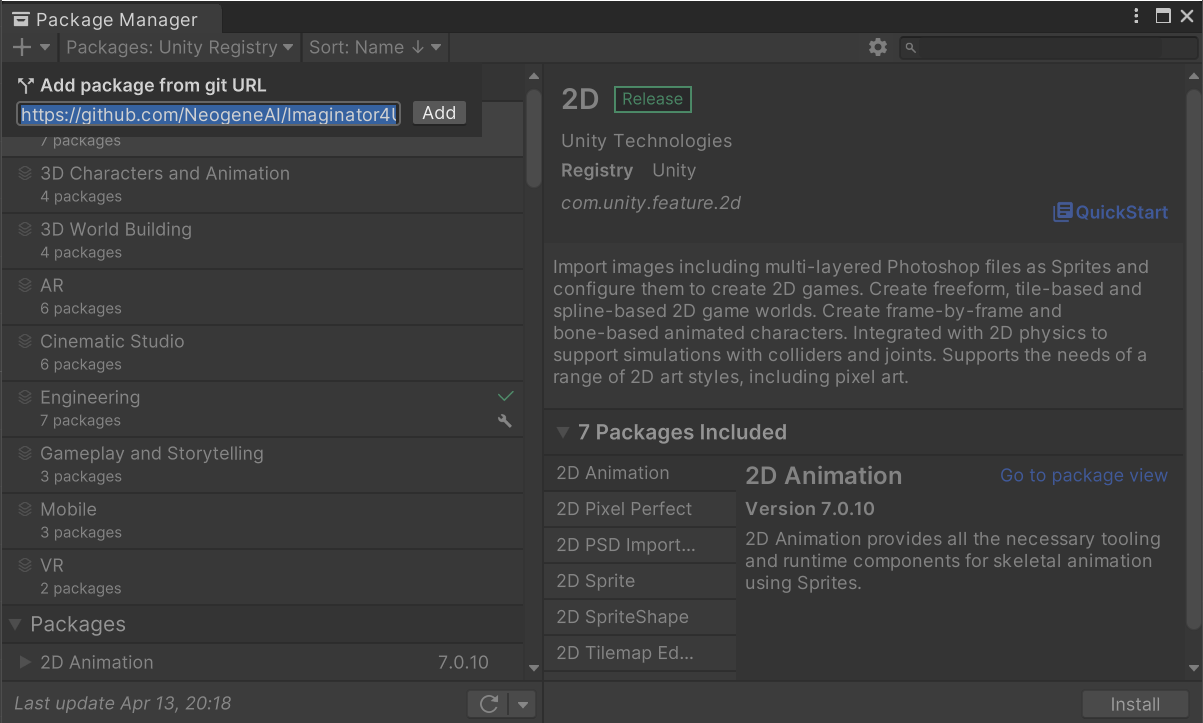 Package Manager
Packages: Unity Registry
Sort: Name ↓
Add package from git URL
https://github.com/NeogeneAI/Imaginator4U
Add
7 packages
3D Characters and Animation
4 packages
3D World Building
4 packages
AR
6 packages
Cinematic Studio
6 packages
Engineering
7 packages
Gameplay and Storytelling
3 packages
Mobile
3 packages
VR
2 packages
Packages
2D Animation 7.0.10
Last update Apr 13, 20:18
2D Release
Unity Technologies
Registry Unity
com.unity.feature.2d
QuickStart
Import images including multi-layered Photoshop files as Sprites and
configure them to create 2D games. Create freeform, tile-based and
spline-based 2D game worlds. Create frame-by-frame and
bone-based animated characters. Integrated with 2D physics to
support simulations with colliders and joints. Supports the needs of a
range of 2D art styles, including pixel art.
7 Packages Included
2D Animation
2D Pixel Perfect
2D PSD Import...
2D Sprite
2D SpriteShape
2D Tilemap Ed...
2D Animation
Go to package view
Version 7.0.10
2D Animation provides all the necessary tooling
and runtime components for skeletal animation
using Sprites.
Install